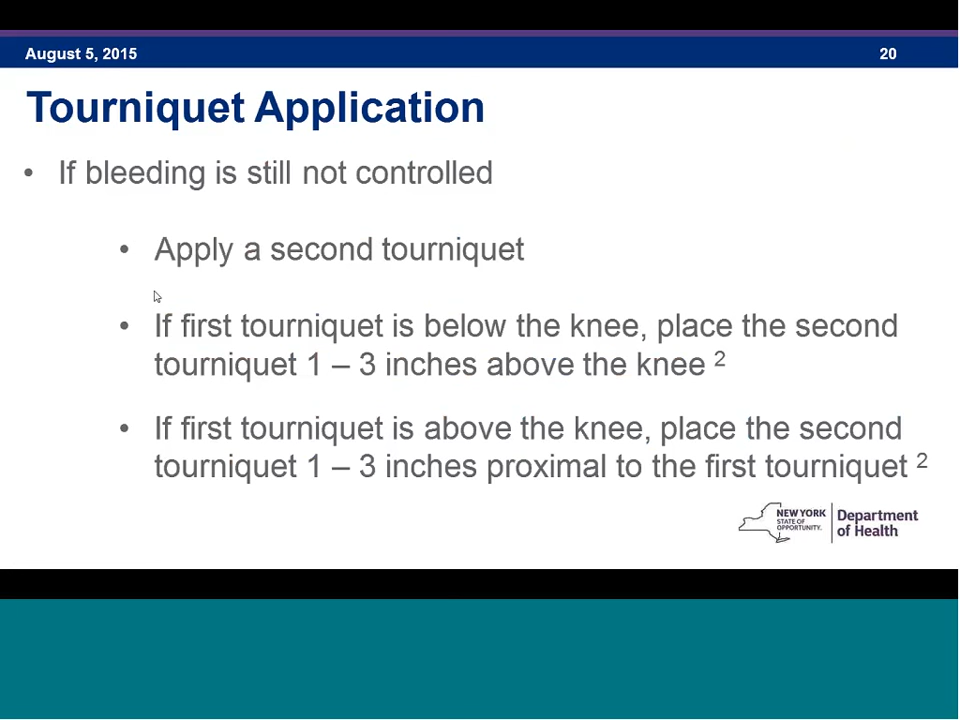 August 5, 2015
20
Tourniquet Application
• If bleeding is still not controlled
• Apply a second tourniquet
• If first tourniquet is below the knee, place the second
tourniquet 1 – 3 inches above the knee 2
• If first tourniquet is above the knee, place the second
tourniquet 1 – 3 inches proximal to the first tourniquet 2
NEW YORK
STATE OF
OPPORTUNITY.
Department
of Health